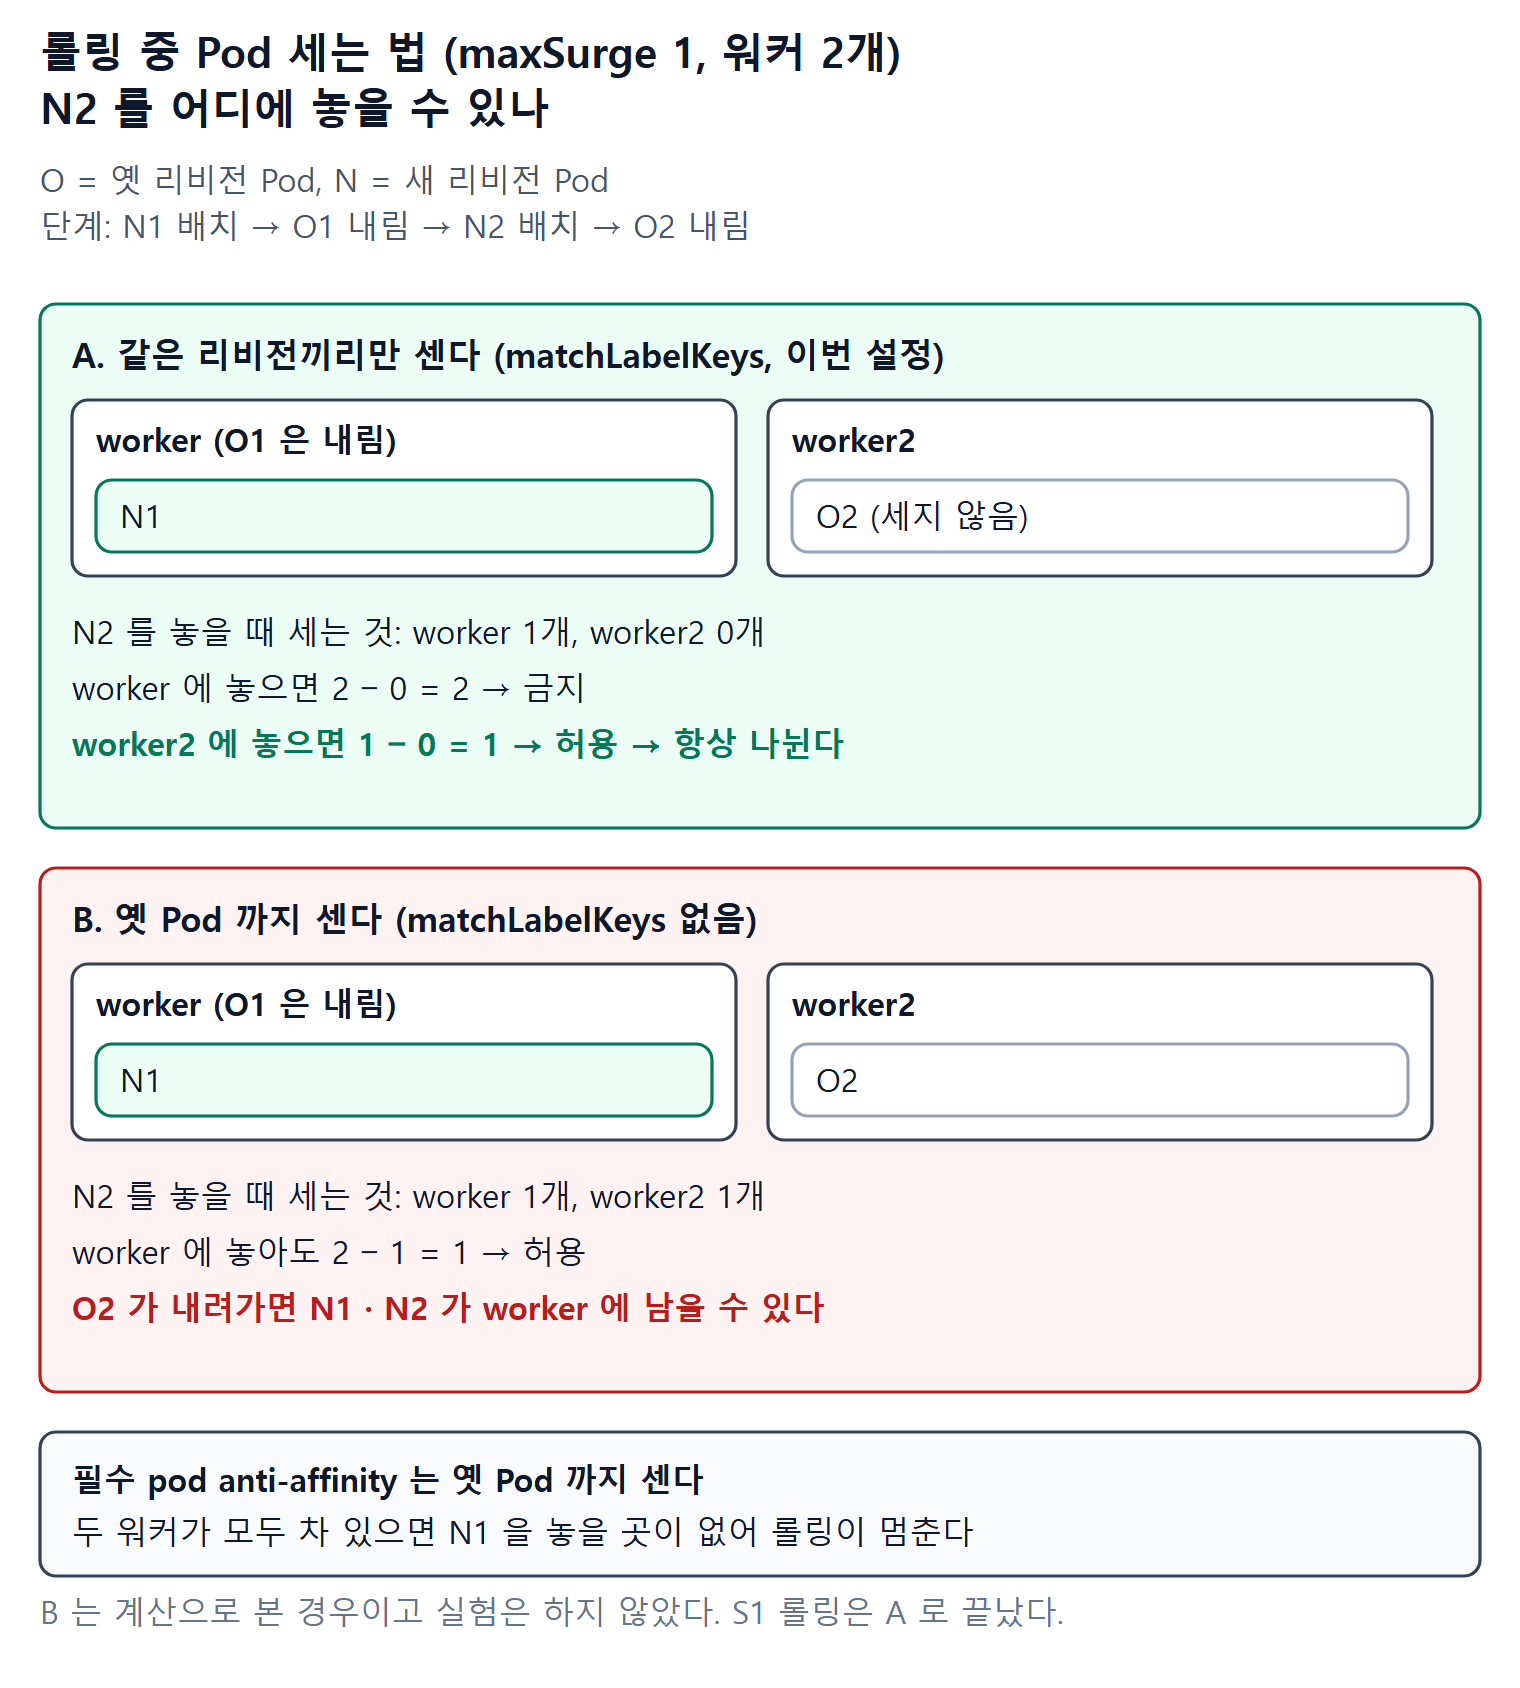 롤링 중 Pod 세는 법 (maxSurge 1, 워커 2개)
N2 를 어디에 놓을 수 있나
O = 옛 리비전 Pod, N = 새 리비전 Pod
단계: N1 배치 → O1 내림 → N2 배치 → O2 내림
A. 같은 리비전끼리만 센다 (matchLabelKeys, 이번 설정)
worker (O1 은 내림)
N1
worker2
O2 (세지 않음)
N2 를 놓을 때 세는 것: worker 1개, worker2 0개
worker 에 놓으면 2 − 0 = 2 → 금지
worker2 에 놓으면 1 − 0 = 1 → 허용 → 항상 나뉜다
B. 옛 Pod 까지 센다 (matchLabelKeys 없음)
worker (O1 은 내림)
N1
worker2
O2
N2 를 놓을 때 세는 것: worker 1개, worker2 1개
worker 에 놓아도 2 − 1 = 1 → 허용
O2 가 내려가면 N1 · N2 가 worker 에 남을 수 있다
필수 pod anti-affinity 는 옛 Pod 까지 센다
두 워커가 모두 차 있으면 N1 을 놓을 곳이 없어 롤링이 멈춘다
B 는 계산으로 본 경우이고 실험은 하지 않았다. S1 롤링은 A 로 끝났다.